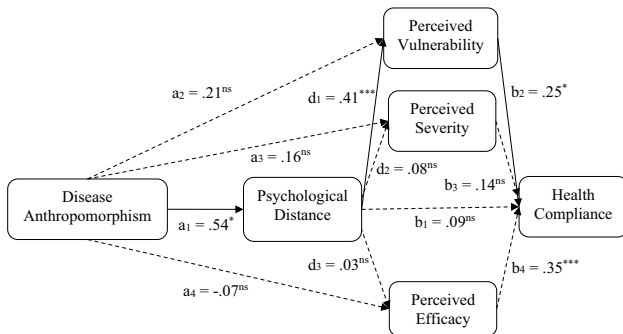 Perceived
Vulnerability
a₂ = .21ⁿˢ
d₁ = .41***
b₂ = .25*
Perceived
Severity
a₃ = .16ⁿˢ
d₂ = .08ⁿˢ
b₃ = .14ⁿˢ
Disease
Anthropomorphism
a₁ = .54*
Psychological
Distance
b₁ = .09ⁿˢ
Health
Compliance
d₃ = .03ⁿˢ
a₄ = -.07ⁿˢ
b₄ = .35***
Perceived
Efficacy